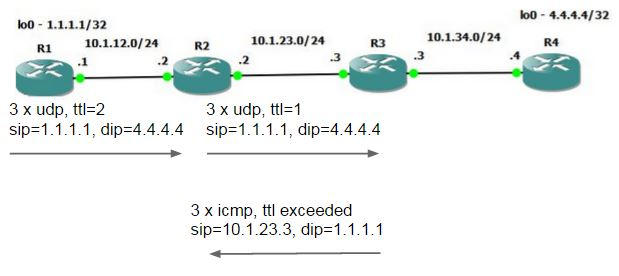 lo0 - 1.1.1.1/32
lo0 - 4.4.4.4/32
R1
10.1.12.0/24
R2
10.1.23.0/24
R3
10.1.34.0/24
R4
.1
.2
.2
.3
.3
.4
3 x udp, ttl=2
sip=1.1.1.1, dip=4.4.4.4
3 x udp, ttl=1
sip=1.1.1.1, dip=4.4.4.4
3 x icmp, ttl exceeded
sip=10.1.23.3, dip=1.1.1.1